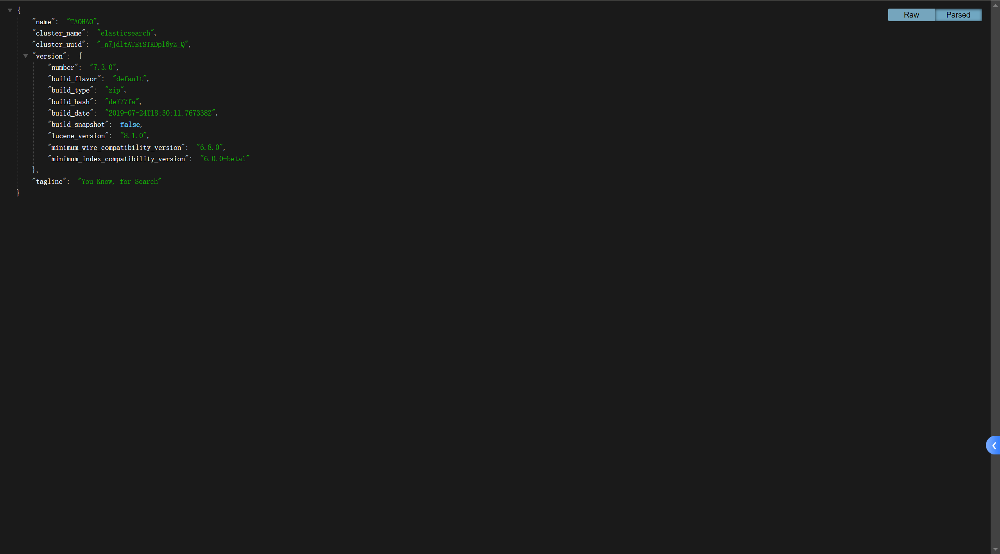 {
"name": "TAOHAO",
"cluster_name": "elasticsearch",
"cluster_uuid": "_n7JdltATEiSTKDpl6yZ_Q",
"version": {
"number": "7.3.0",
"build_flavor": "default",
"build_type": "zip",
"build_hash": "de777fa",
"build_date": "2019-07-24T18:30:11.767338Z",
"build_snapshot": false,
"lucene_version": "8.1.0",
"minimum_wire_compatibility_version": "6.8.0",
"minimum_index_compatibility_version": "6.0.0-beta1"
},
"tagline": "You Know, for Search"
}
Raw Parsed